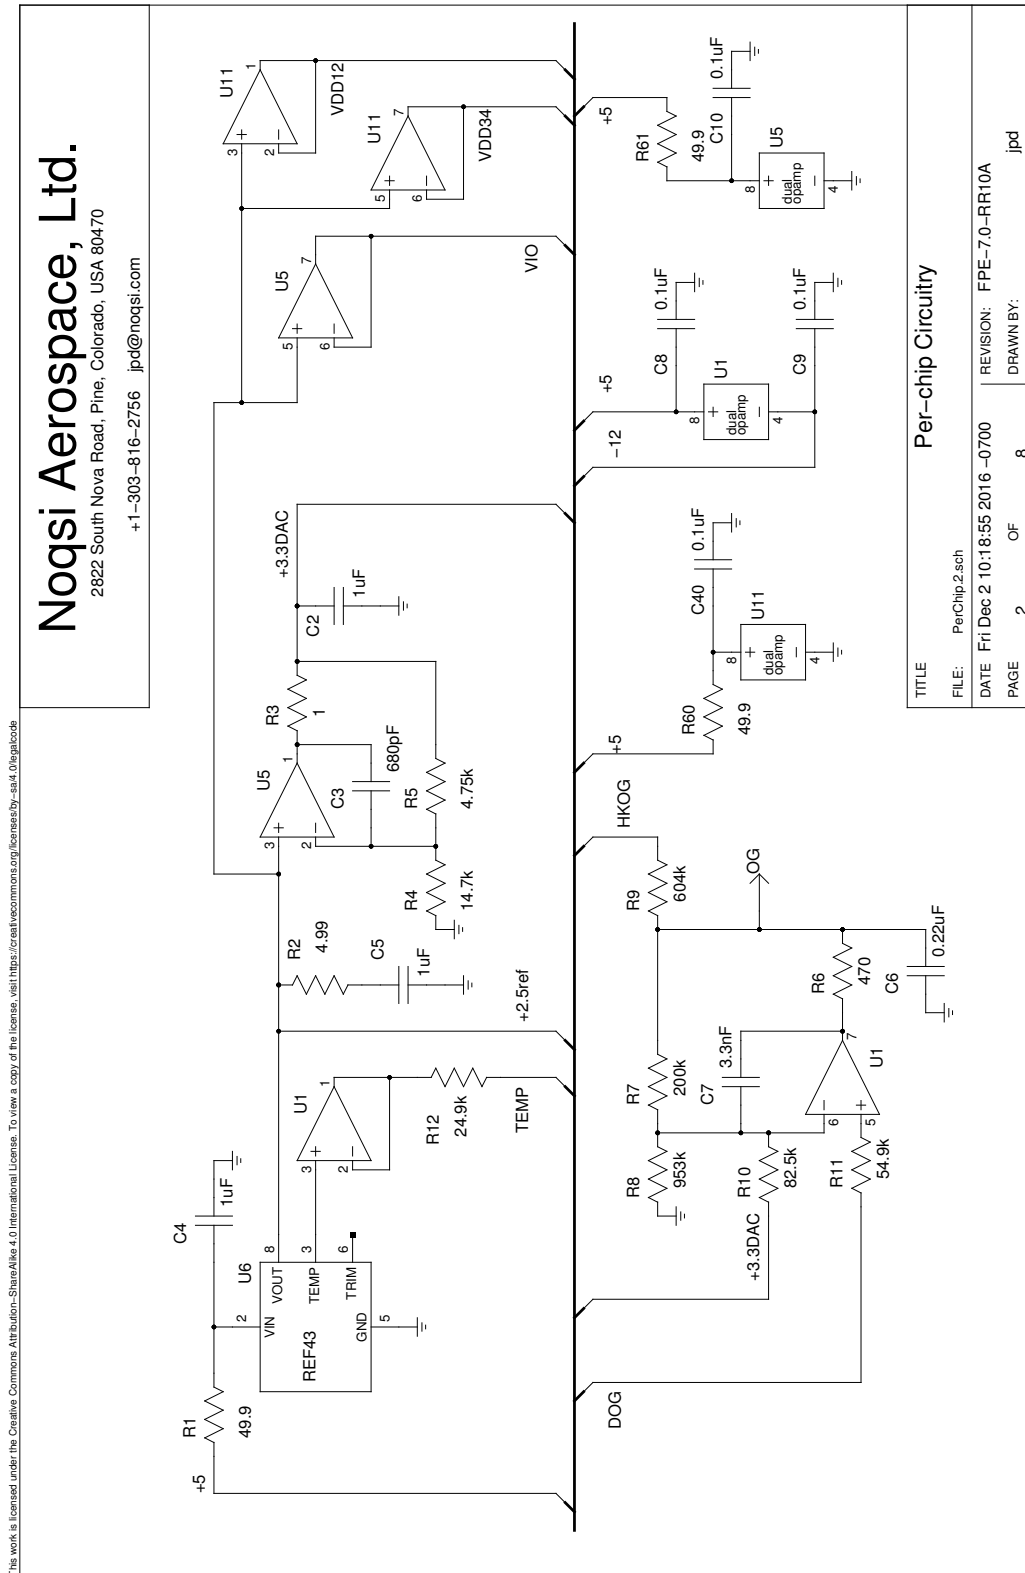 This work is licensed under the Creative Commons Attribution−ShareAlike 4.0 International License. To view a copy of the license, visit https://creativecommons.org/licenses/by−sa/4.0/legalcode
Noqsi Aerospace, Ltd.
2822 South Nova Road, Pine, Colorado, USA 80470
+1−303−816−2756 jpd@noqsi.com
+5
R1
49.9
C4
1uF
2
VIN
U6
REF43
VOUT
8
TEMP
3
TRIM
6
GND
5
U1
3
2
1
+
−
R12
24.9k
TEMP
+2.5ref
R2
4.99
C5
1uF
U5
3
2
1
+
−
C3
680pF
R3
1
R4
14.7k
R5
4.75k
C2
1uF
+3.3DAC
U5
5
6
7
+
−
VIO
U11
3
2
1
+
−
VDD12
U11
5
6
7
+
−
VDD34
DOG
+3.3DAC
R8
953k
R10
82.5k
R11
54.9k
R7
200k
C7
3.3nF
6
5
7
−
+
U1
R6
470
C6
0.22uF
OG
R9
604k
HKOG
+5
R60
49.9
C40
0.1uF
U11
8
+
dual
opamp
−
4
−12
+5
C8
0.1uF
U1
8
+
dual
opamp
−
4
C9
0.1uF
+5
R61
49.9
C10
0.1uF
U5
8
+
dual
opamp
−
4
TITLE
Per−chip Circuitry
FILE: PerChip.2.sch
REVISION: FPE−7.0−RR10A
DATE Fri Dec 2 10:18:55 2016 −0700
PAGE 2 OF 8
DRAWN BY: jpd